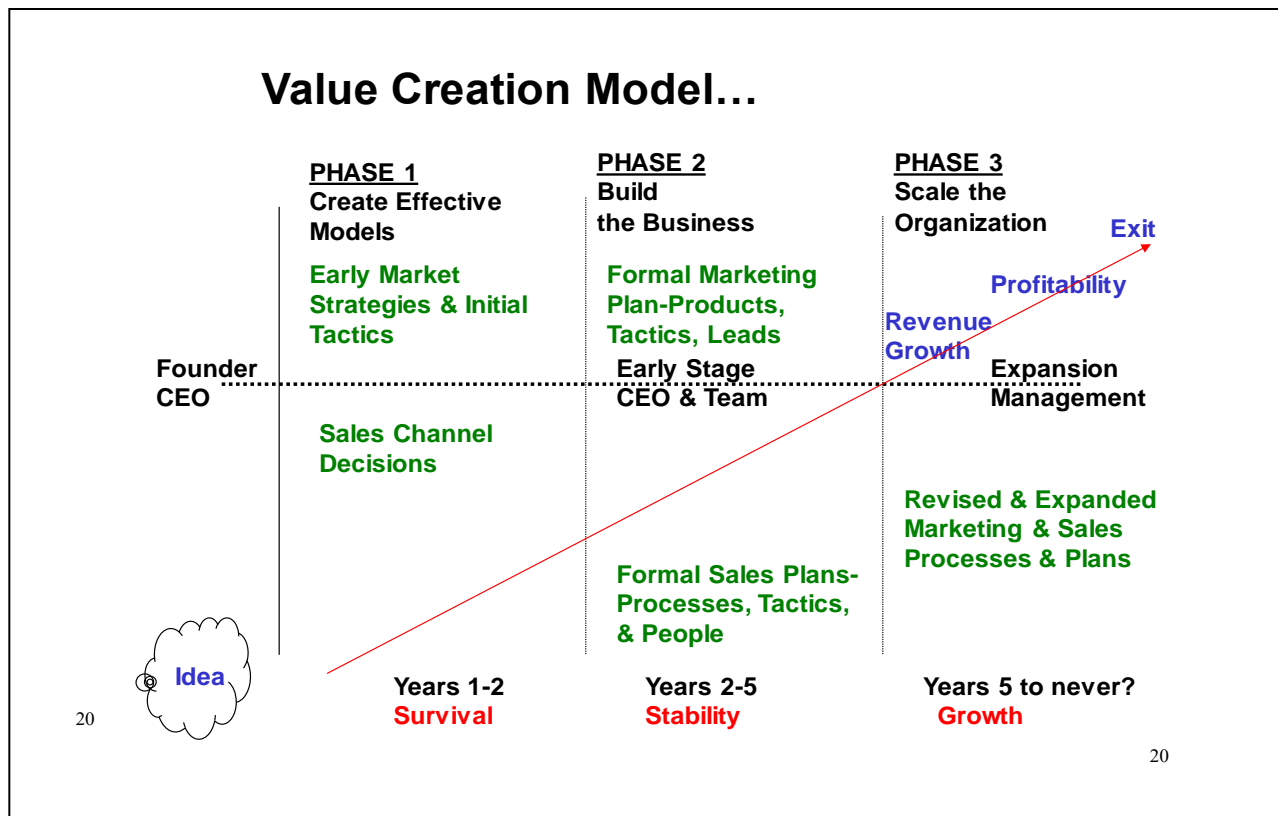 Value Creation Model…
PHASE 1
Create Effective
Models
PHASE 2
Build
the Business
PHASE 3
Scale the
Organization
Exit
Early Market
Strategies & Initial
Tactics
Formal Marketing
Plan-Products,
Tactics, Leads
Profitability
Revenue
Growth
Founder
CEO
Early Stage
CEO & Team
Expansion
Management
Sales Channel
Decisions
Revised & Expanded
Marketing & Sales
Processes & Plans
Formal Sales Plans-
Processes, Tactics,
& People
Idea
Years 1-2
Survival
Years 2-5
Stability
Years 5 to never?
Growth
20
20